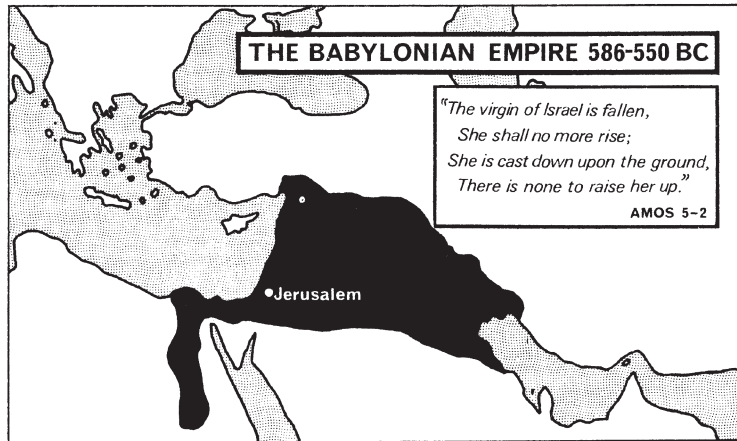 THE BABYLONIAN EMPIRE 586-550 BC
"The virgin of Israel is fallen,
She shall no more rise;
She is cast down upon the ground,
There is none to raise her up."
AMOS 5-2
Jerusalem